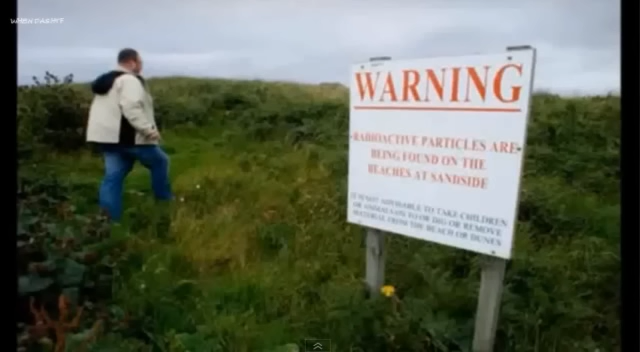 WARNING
RADIOACTIVE PARTICLES ARE
BEING FOUND ON THE
BEACHES AT SANDSIDE
IT IS NOT ADVISABLE TO TAKE CHILDREN
OR ANIMALS ON TO OR DIG OR REMOVE
MATERIAL FROM THE BEACH OR DUNES